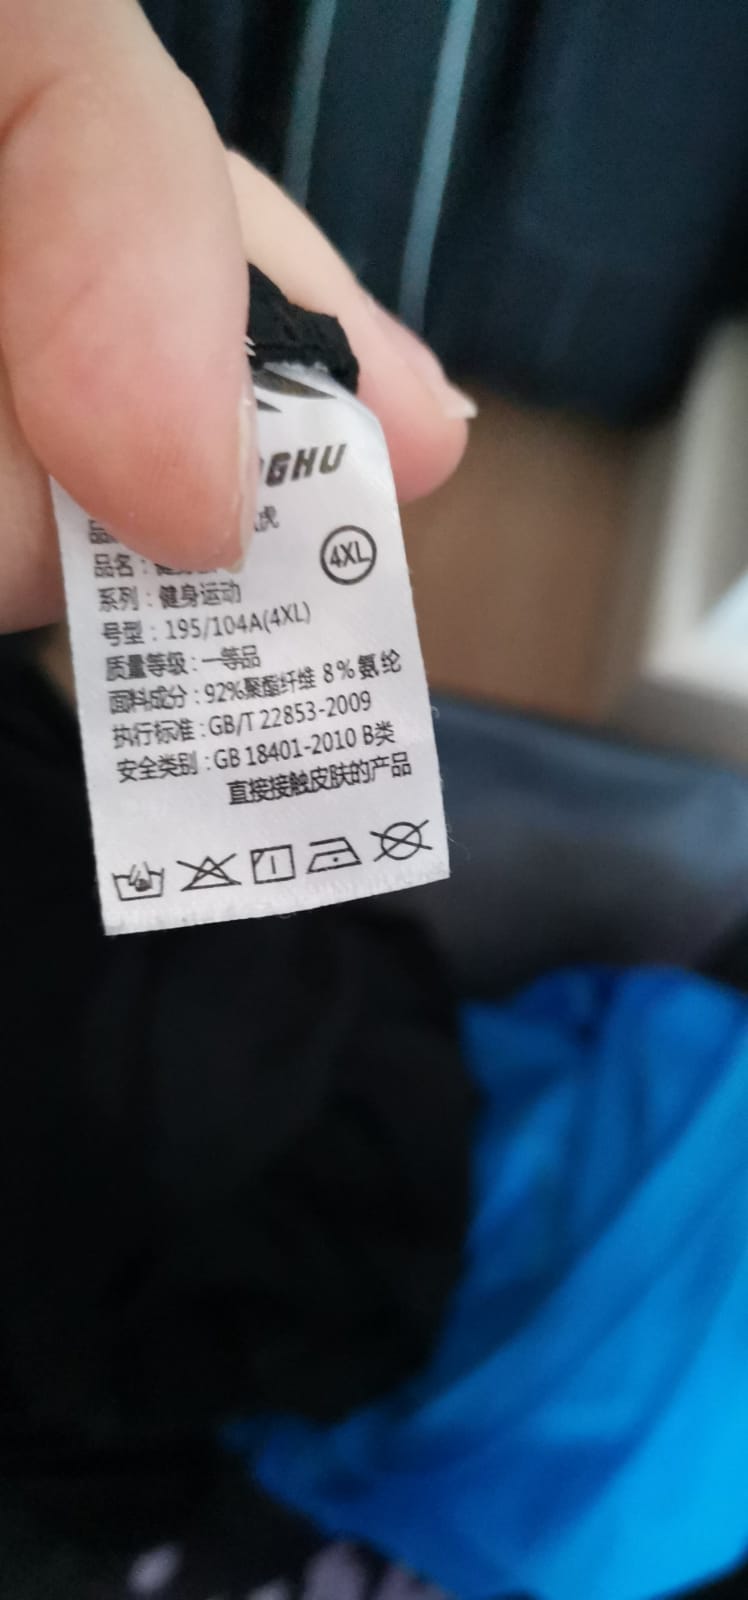 GHU
虎
品名：
4XL
系列：健身运动
号型：195/104A(4XL)
质量等级：一等品
面料成分：92%聚酯纤维 8%氨纶
执行标准：GB/T 22853-2009
安全类别：GB 18401-2010 B类
直接接触皮肤的产品